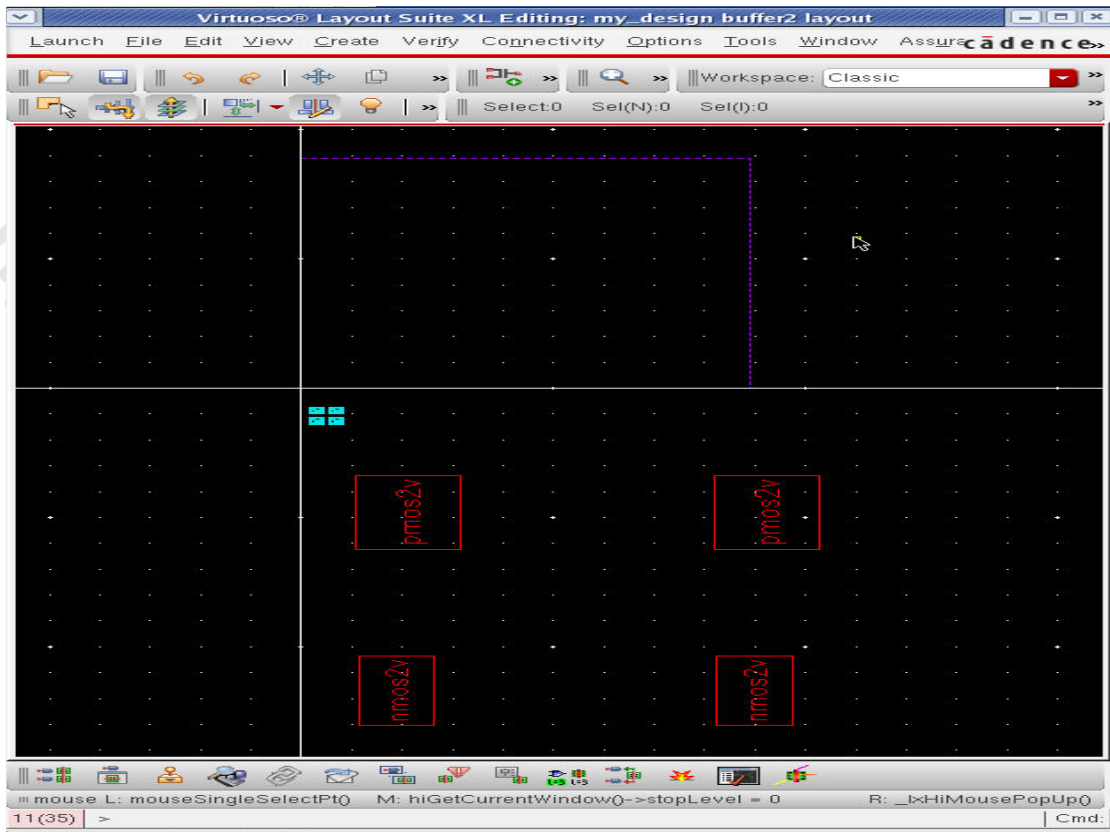 Virtuoso® Layout Suite XL Editing: my_design buffer2 layout
Launch File Edit View Create Verify Connectivity Options Tools Window Assura cādence »
» » » Workspace: Classic »
» Select:0 Sel(N):0 Sel(I):0 »
pmos2v pmos2v
nmos2v nmos2v
mouse L: mouseSingleSelectPt() M: hiGetCurrentWindow()->stopLevel = 0 R: _lxHiMousePopUp()
11(35) > Cmd: